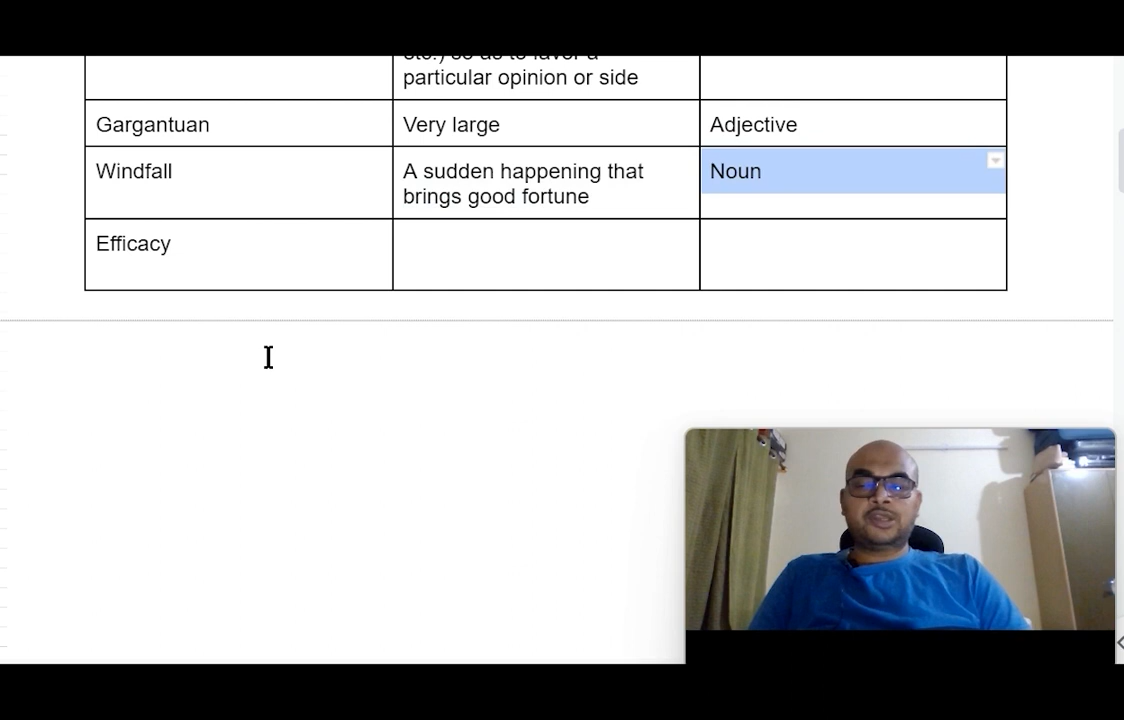 particular opinion or side
Gargantuan Very large Adjective
Windfall A sudden happening that Noun
brings good fortune
Efficacy